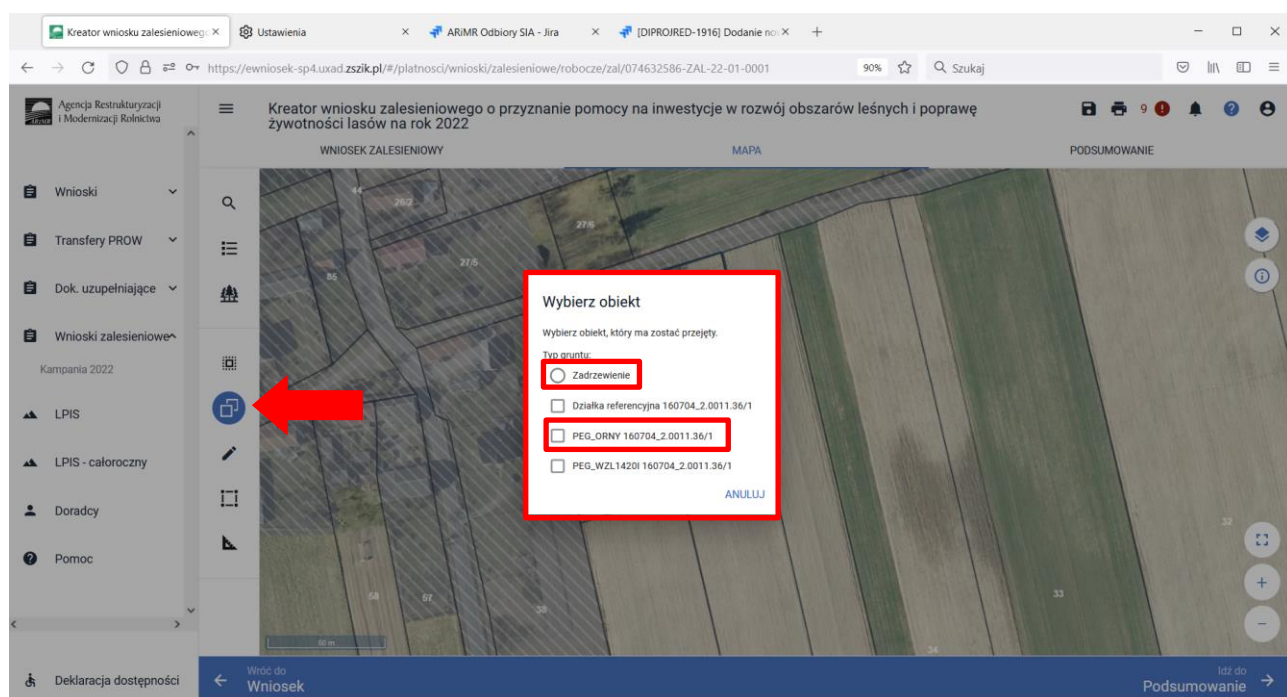 Kreator wniosku zalesieniowego
Ustawienia
ARiMR Odbiory SIA - Jira
[DIPROJRED-1916] Dodanie no
https://ewniosek-sp4.uxad.zszik.pl/#/platnosci/wnioski/zalesieniowe/robocze/zal/074632586-ZAL-22-01-0001
90%
Szukaj
Agencja Restrukturyzacji
i Modernizacji Rolnictwa
ARiMR
Kreator wniosku zalesieniowego o przyznanie pomocy na inwestycje w rozwój obszarów leśnych i poprawę
żywotności lasów na rok 2022
9
WNIOSEK ZALESIENIOWY
MAPA
PODSUMOWANIE
Wnioski
Transfery PROW
Dok. uzupełniające
Wnioski zalesieniowe
Kampania 2022
LPIS
LPIS - całoroczny
Doradcy
Pomoc
Deklaracja dostępności
44
26/2
27/6
27/5
85
Wybierz obiekt
Wybierz obiekt, który ma zostać przejęty.
Typ gruntu:
Zadrzewienie
Działka referencyjna 160704_2.0011.36/1
PEG_ORNY 160704_2.0011.36/1
PEG_WZL1420I 160704_2.0011.36/1
ANULUJ
32
33
58
67
38
34
60 m
Wróć do
Wniosek
Idź do
Podsumowanie